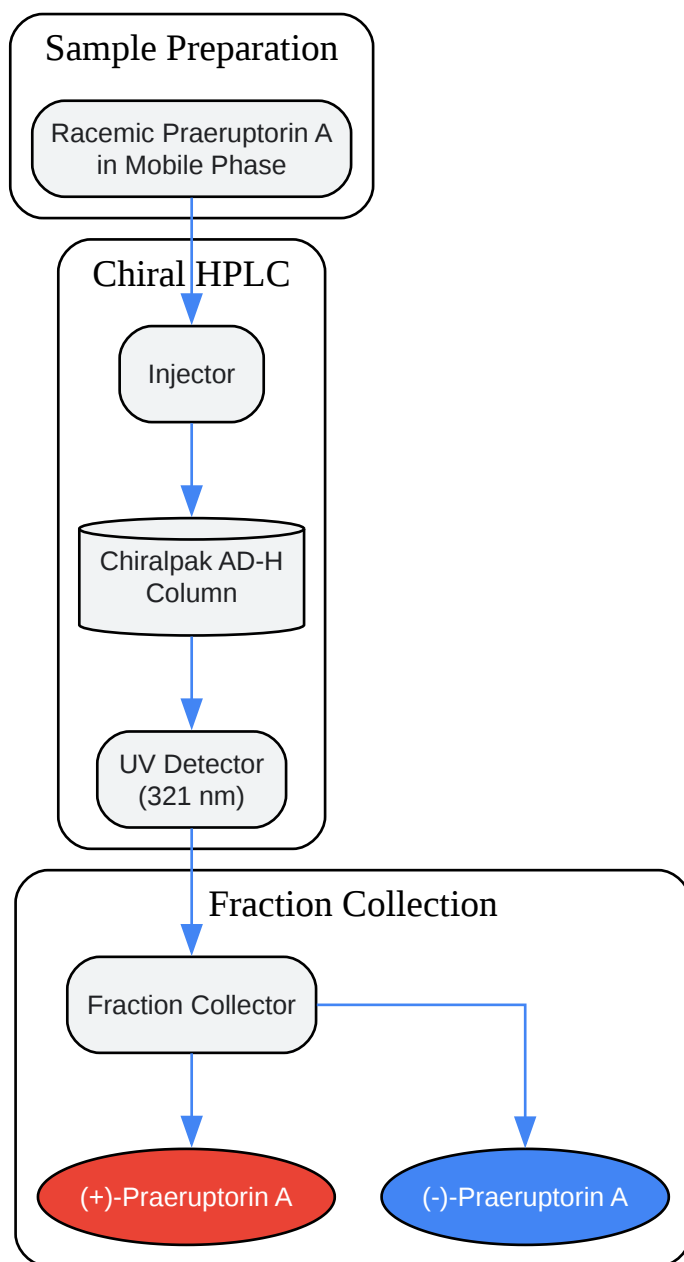 Sample Preparation
Racemic Praeruptorin A
in Mobile Phase
Chiral HPLC
Injector
Chiralpak AD-H
Column
UV Detector
(321 nm)
Fraction Collection
Fraction Collector
(+)-Praeruptorin A
(-)-Praeruptorin A